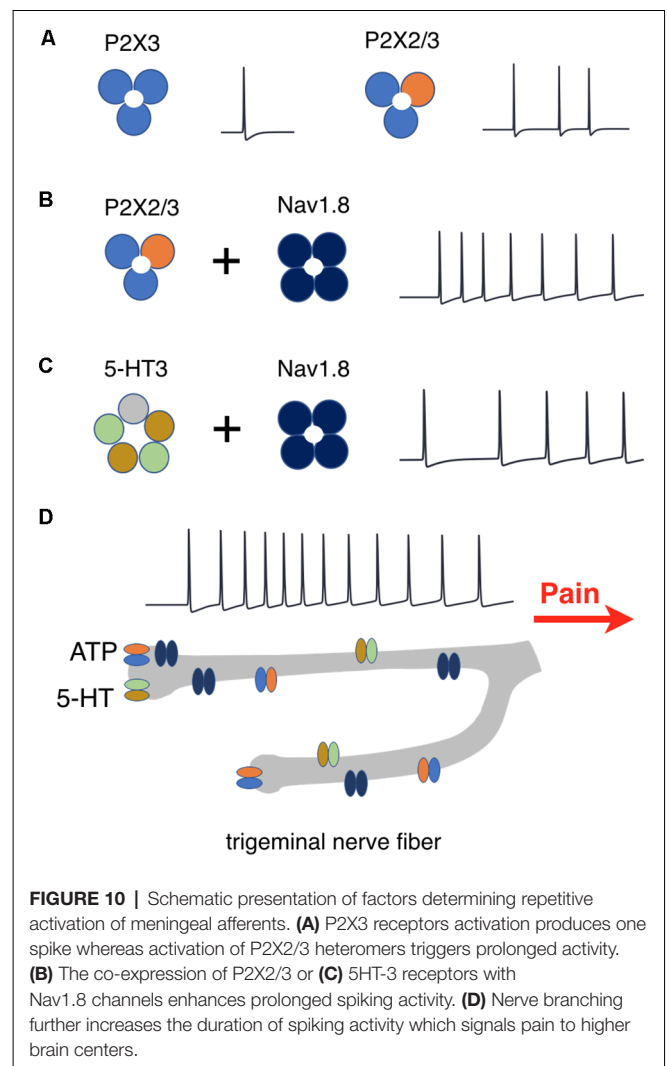 A
P2X3
P2X2/3
B
P2X2/3
Nav1.8
+
C
5-HT3
Nav1.8
+
D
Pain
ATP
5-HT
trigeminal nerve fiber
FIGURE 10 | Schematic presentation of factors determining repetitive
activation of meningeal afferents. (A) P2X3 receptors activation produces one
spike whereas activation of P2X2/3 heteromers triggers prolonged activity.
(B) The co-expression of P2X2/3 or (C) 5HT-3 receptors with
Nav1.8 channels enhances prolonged spiking activity. (D) Nerve branching
further increases the duration of spiking activity which signals pain to higher
brain centers.